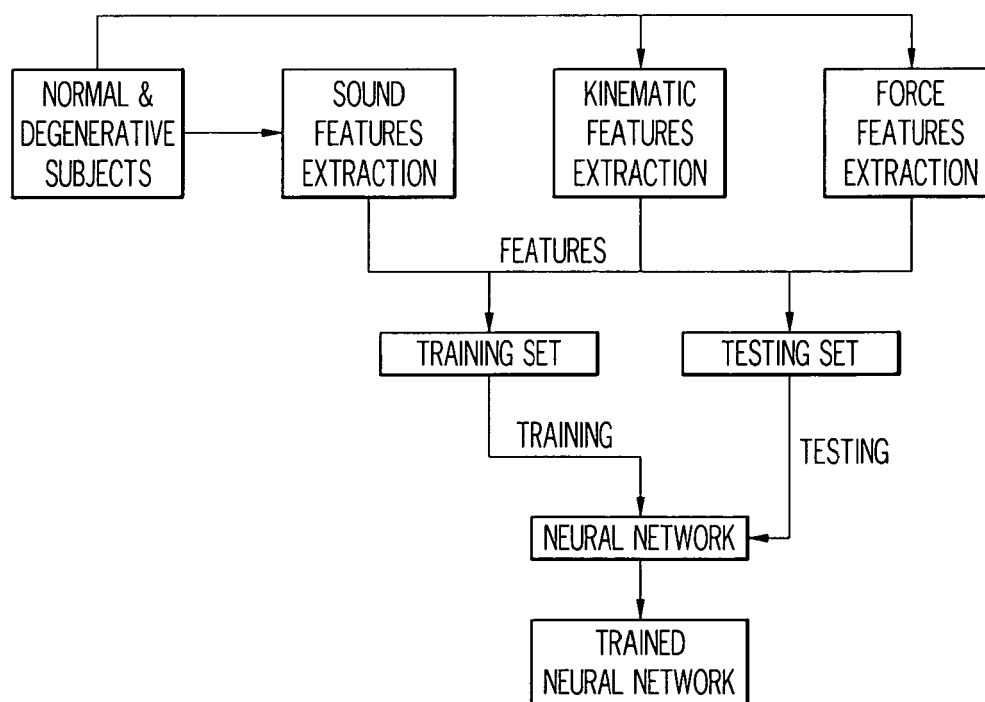 NORMAL &
DEGENERATIVE
SUBJECTS
SOUND
FEATURES
EXTRACTION
KINEMATIC
FEATURES
EXTRACTION
FORCE
FEATURES
EXTRACTION
FEATURES
TRAINING SET
TESTING SET
TRAINING
TESTING
NEURAL NETWORK
TRAINED
NEURAL NETWORK